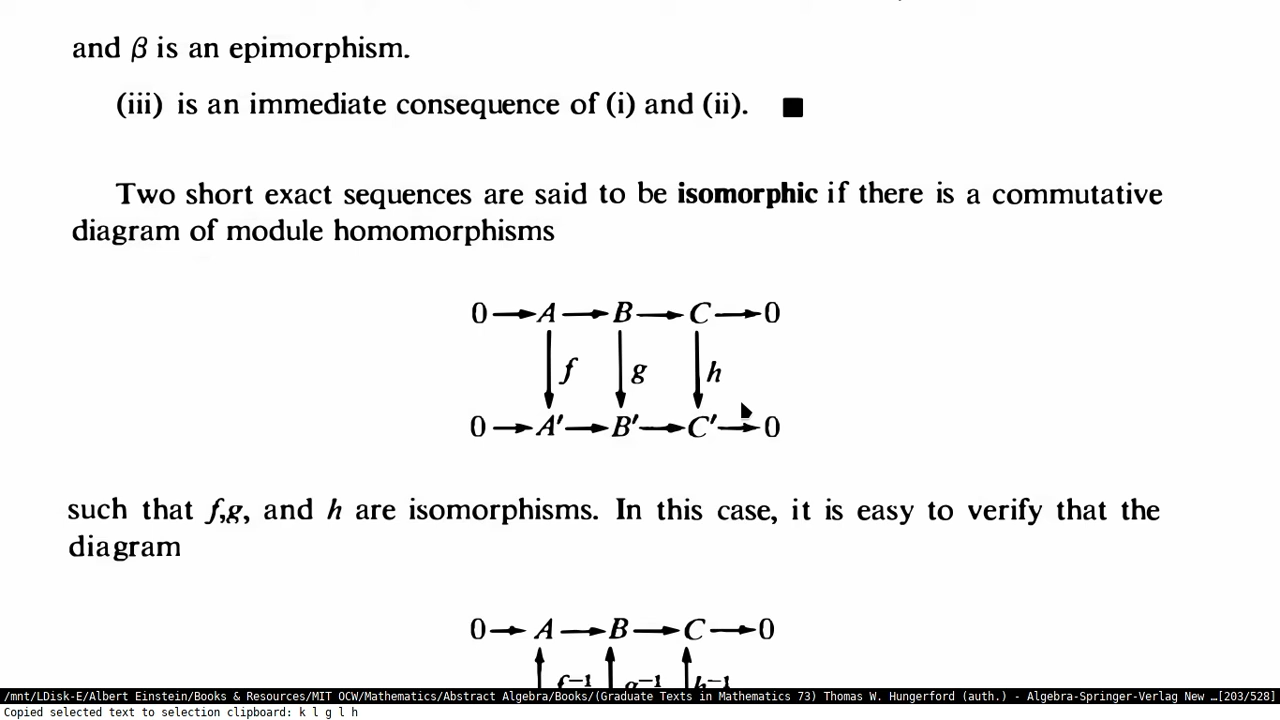 and β is an epimorphism.
(iii) is an immediate consequence of (i) and (ii). ■
Two short exact sequences are said to be isomorphic if there is a commutative
diagram of module homomorphisms
0 → A → B → C → 0
f g h
0 → A′ → B′ → C′ → 0
such that f,g, and h are isomorphisms. In this case, it is easy to verify that the
diagram
0 → A → B → C → 0
f⁻¹ g⁻¹ h⁻¹
/mnt/LDisk-E/Albert Einstein/Books & Resources/MIT OCW/Mathematics/Abstract Algebra/Books/(Graduate Texts in Mathematics 73) Thomas W. Hungerford (auth.) - Algebra-Springer-Verlag New …[203/528]
Copied selected text to selection clipboard: k l g l h